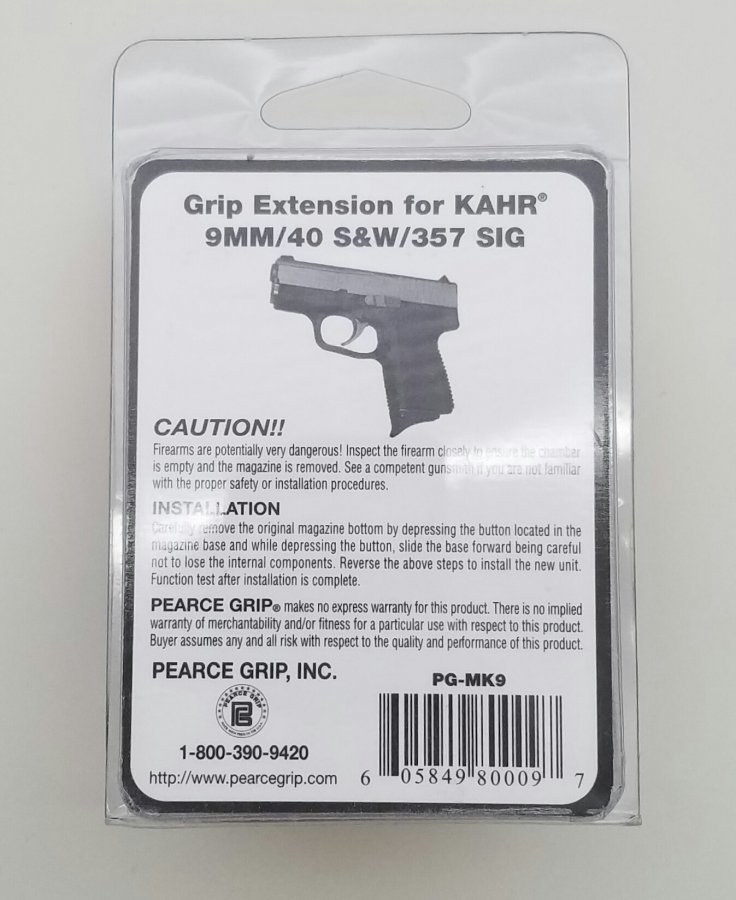 Grip Extension for KAHR®
9MM/40 S&W/357 SIG
CAUTION!!
Firearms are potentially very dangerous! Inspect the firearm closely to ensure the chamber
is empty and the magazine is removed. See a competent gunsmith if you are not familiar
with the proper safety or installation procedures.
INSTALLATION
Carefully remove the original magazine bottom by depressing the button located in the
magazine base and while depressing the button, slide the base forward being careful
not to lose the internal components. Reverse the above steps to install the new unit.
Function test after installation is complete.
PEARCE GRIP® makes no express warranty for this product. There is no implied
warranty of merchantability and/or fitness for a particular use with respect to this product.
Buyer assumes any and all risk with respect to the quality and performance of this product.
PEARCE GRIP, INC.
PG-MK9
PEARCE GRIP
1-800-390-9420
http://www.pearcegrip.com
6 05849 80009 7